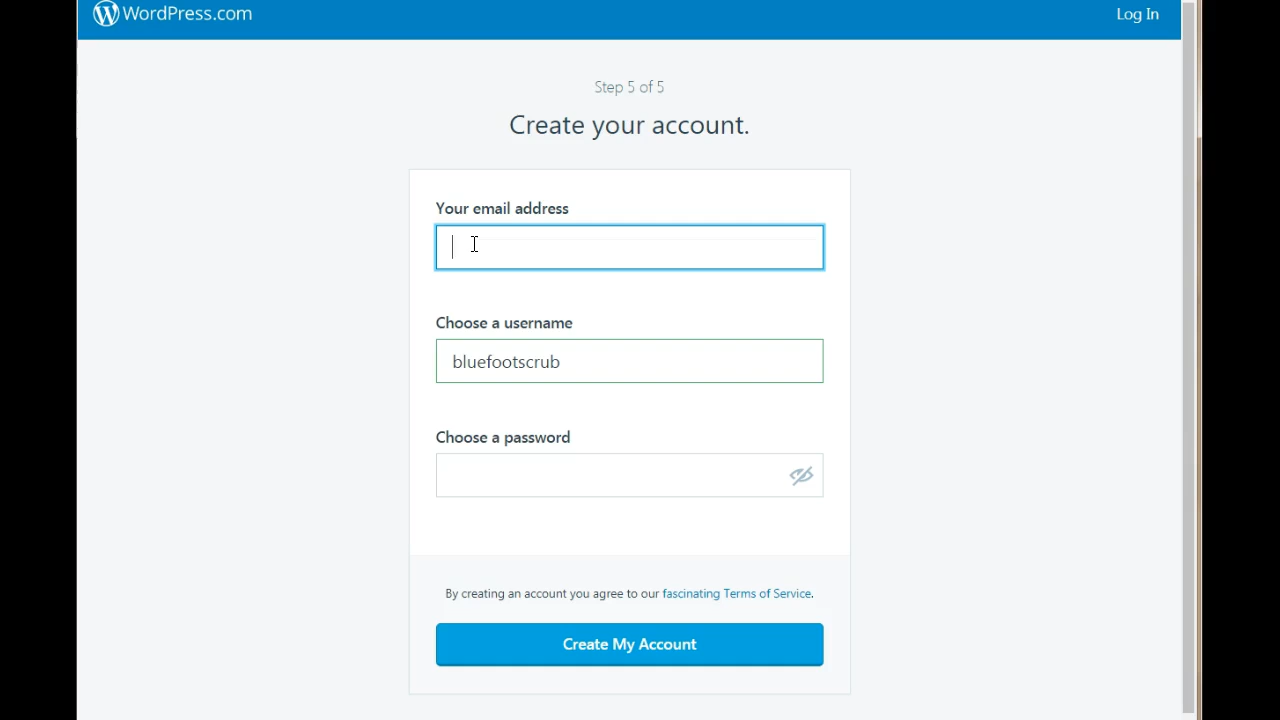 WordPress.com
Log In
Step 5 of 5
Create your account.
Your email address
Choose a username
bluefootscrub
Choose a password
By creating an account you agree to our fascinating Terms of Service.
Create My Account